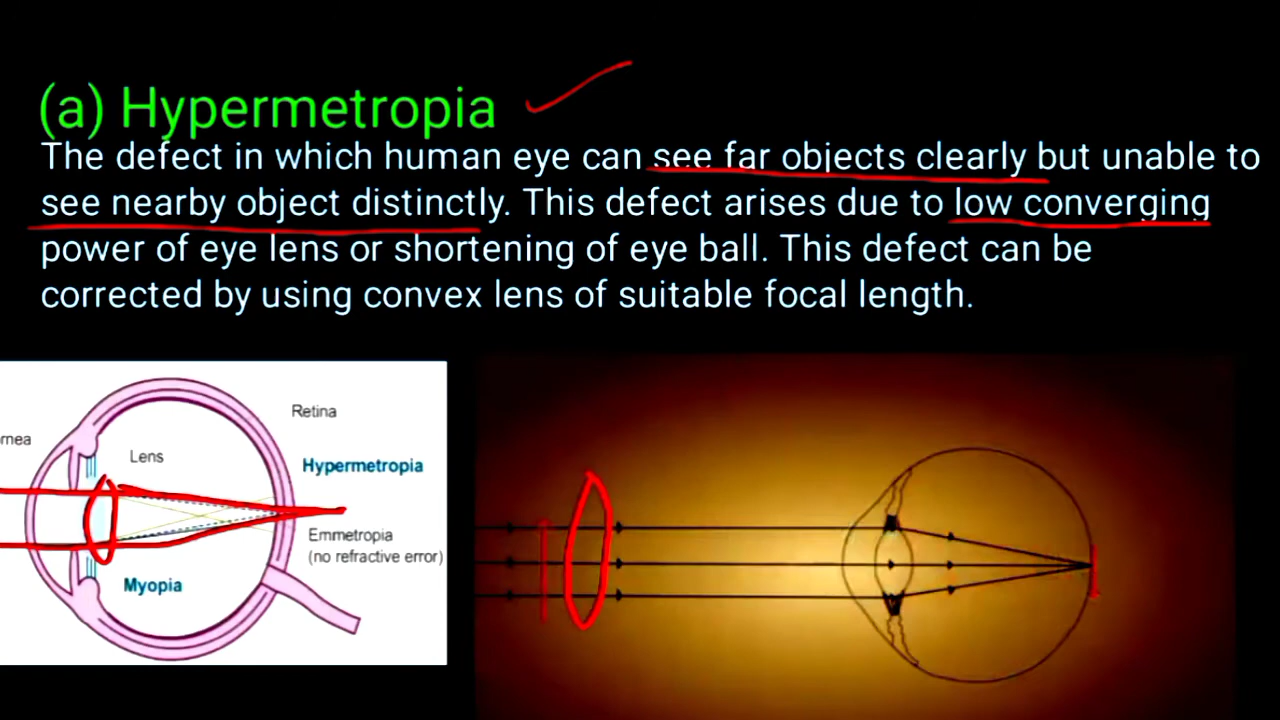 (a) Hypermetropia
The defect in which human eye can see far objects clearly but unable to
see nearby object distinctly. This defect arises due to low converging
power of eye lens or shortening of eye ball. This defect can be
corrected by using convex lens of suitable focal length.
Retina
rnea
Lens
Hypermetropia
Emmetropia
(no refractive error)
Myopia